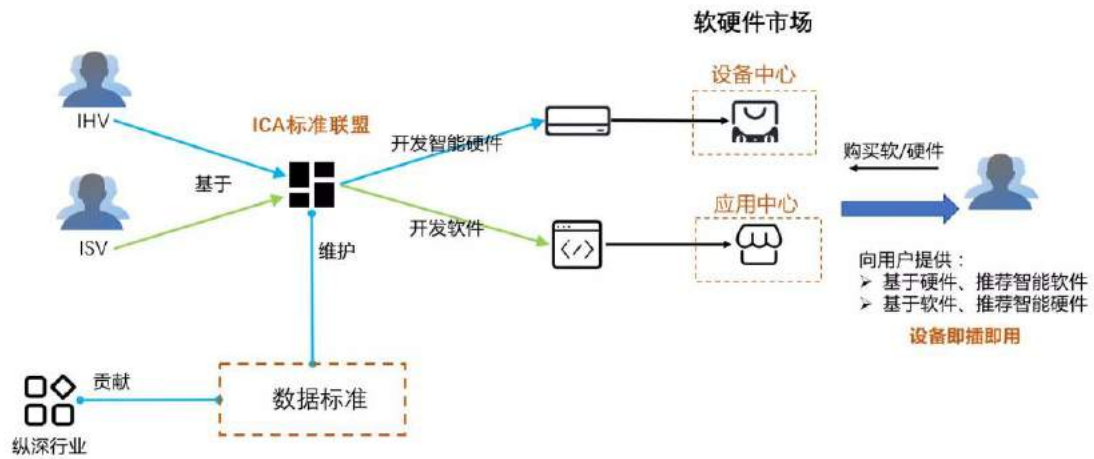 软硬件市场
设备中心
IHV
ICA标准联盟
开发智能硬件
购买软/硬件
基于
应用中心
ISV
开发软件
</>
维护
向用户提供：
➢ 基于硬件、推荐智能软件
➢ 基于软件、推荐智能硬件
设备即插即用
贡献
数据标准
纵深行业